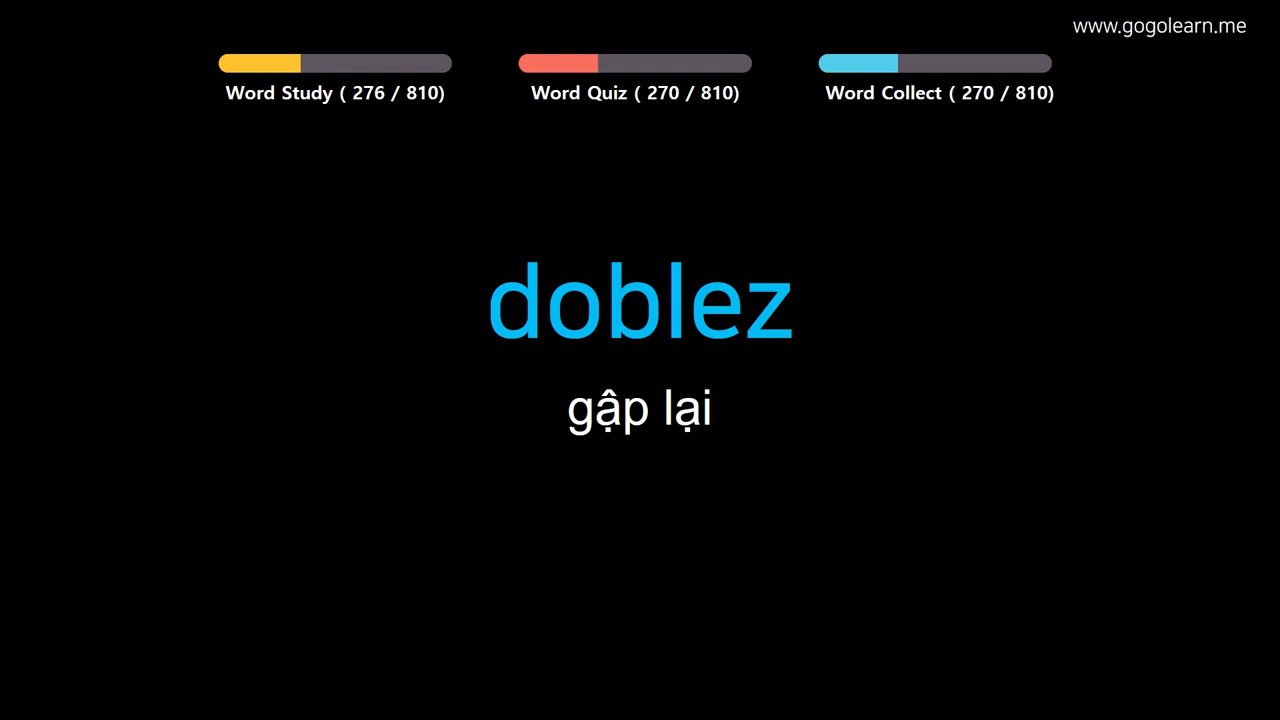 www.gogolearn.me
Word Study ( 276 / 810)
Word Quiz ( 270 / 810)
Word Collect ( 270 / 810)
doblez
gập lại